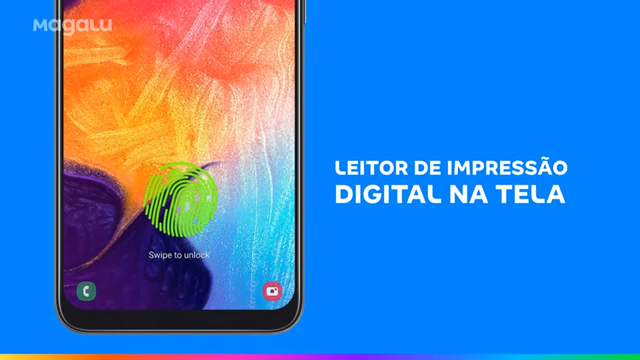 Magalu
LEITOR DE IMPRESSÃO
DIGITAL NA TELA
Swipe to unlock